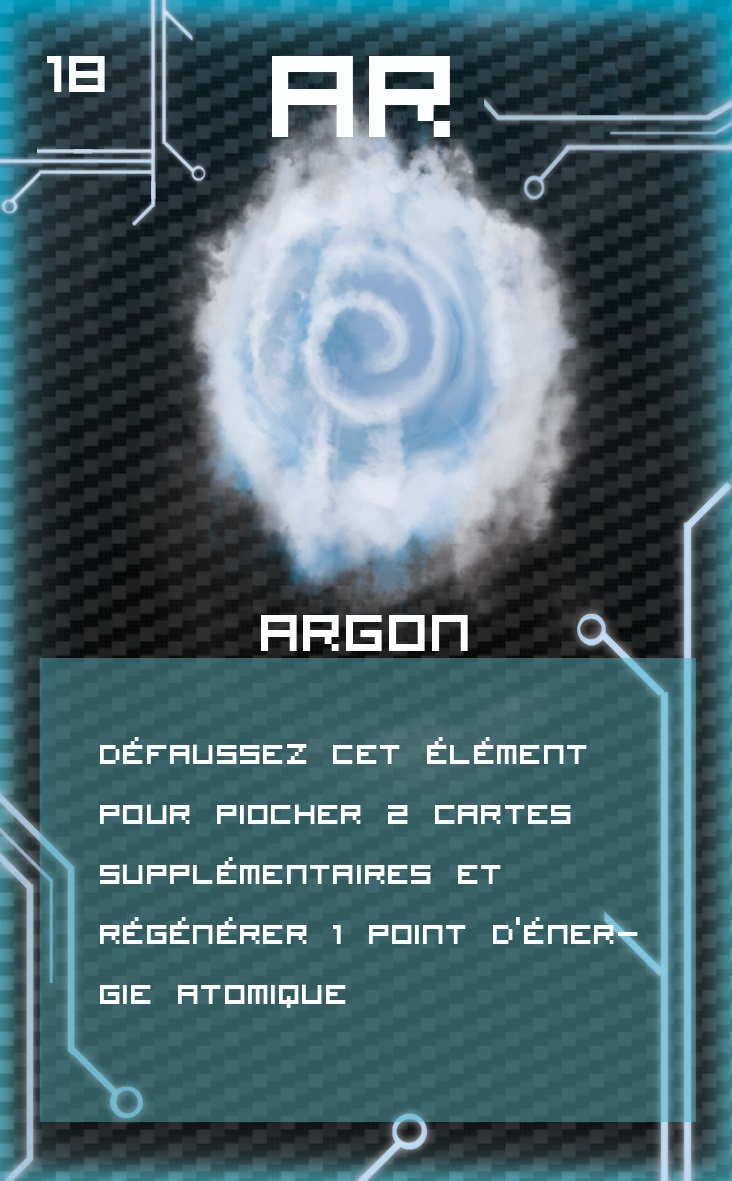 18
AR
ARGON
DÉFAUSSEZ CET ÉLÉMENT
POUR PIOCHER 2 CARTES
SUPPLÉMENTAIRES ET
RÉGÉNÉRER 1 POINT D'ÉNER-
GIE ATOMIQUE